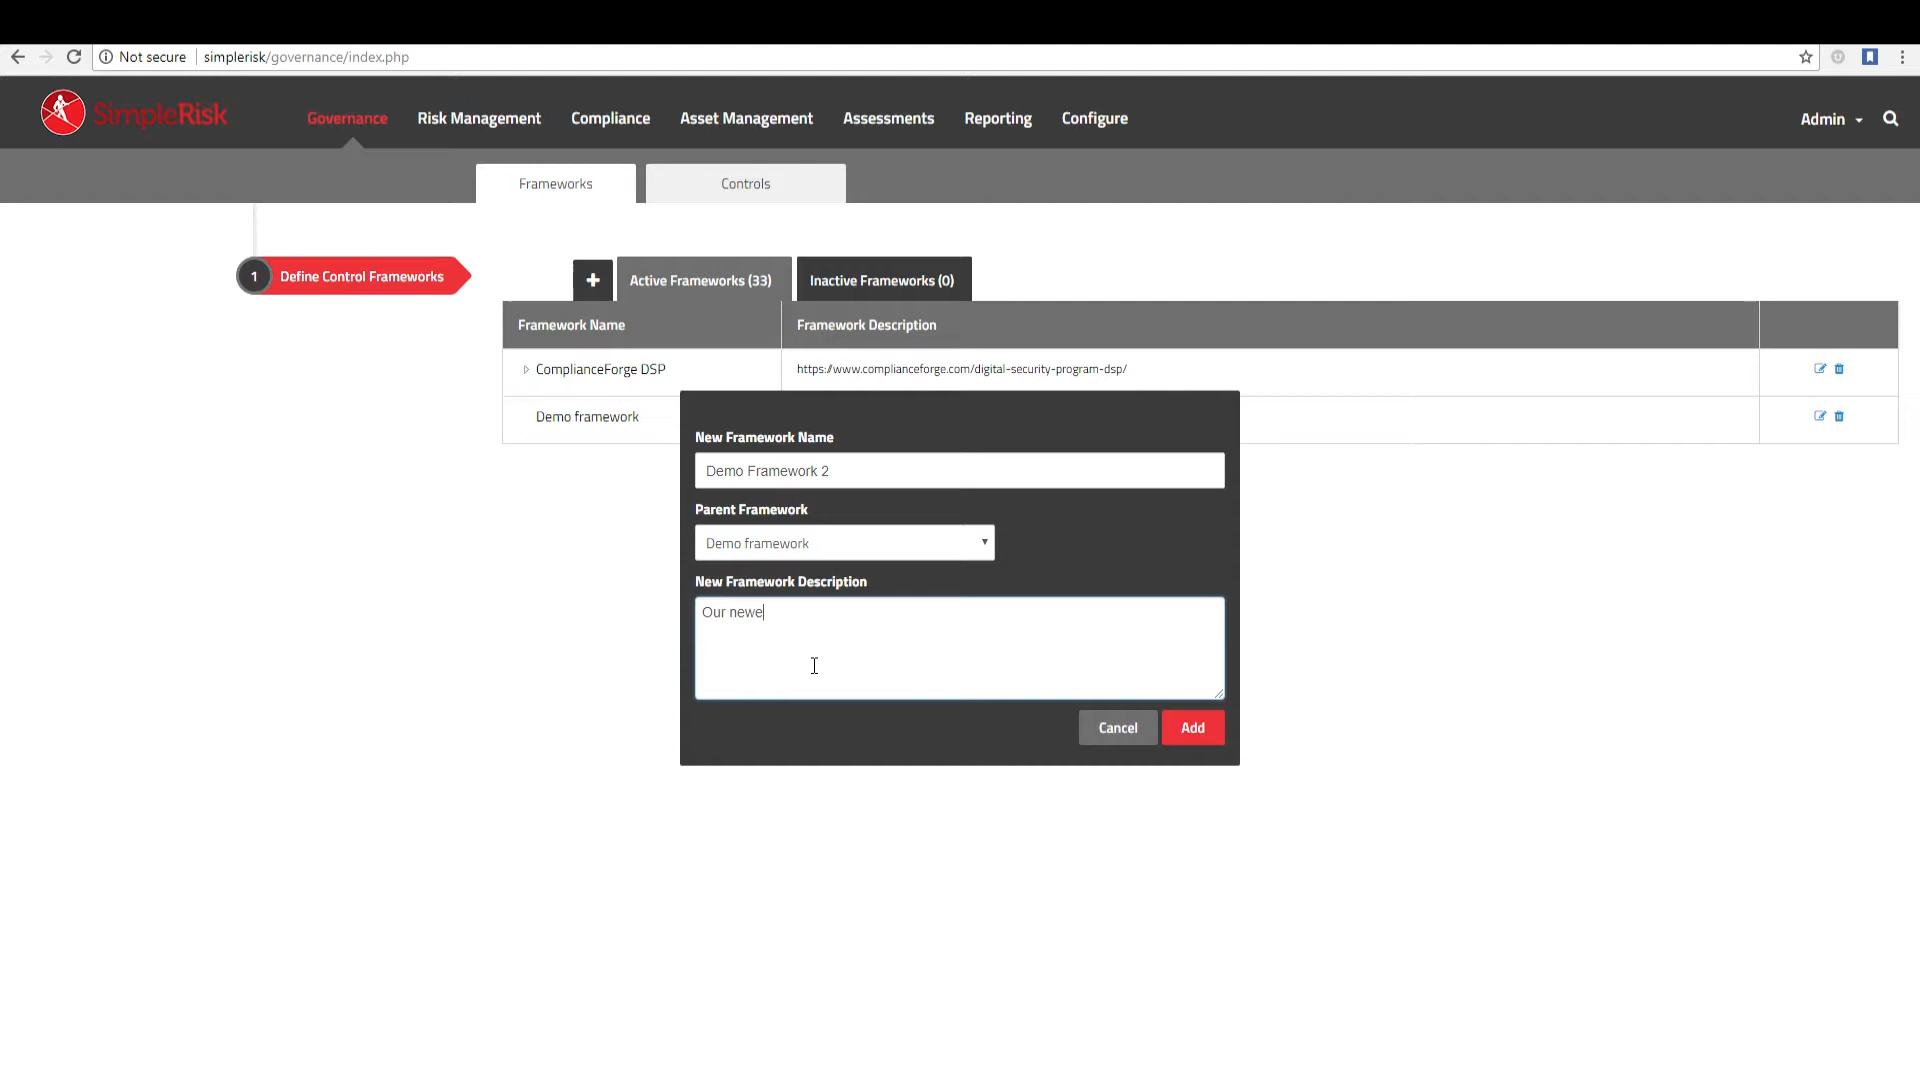 Not secure simplerisk/governance/index.php
SimpleRisk
Governance Risk Management Compliance Asset Management Assessments Reporting Configure Admin
Frameworks Controls
1 Define Control Frameworks
+ Active Frameworks (33) Inactive Frameworks (0)
Framework Name Framework Description
ComplianceForge DSP https://www.complianceforge.com/digital-security-program-dsp/
Demo framework
New Framework Name
Demo Framework 2
Parent Framework
Demo framework
New Framework Description
Our newe
Cancel Add